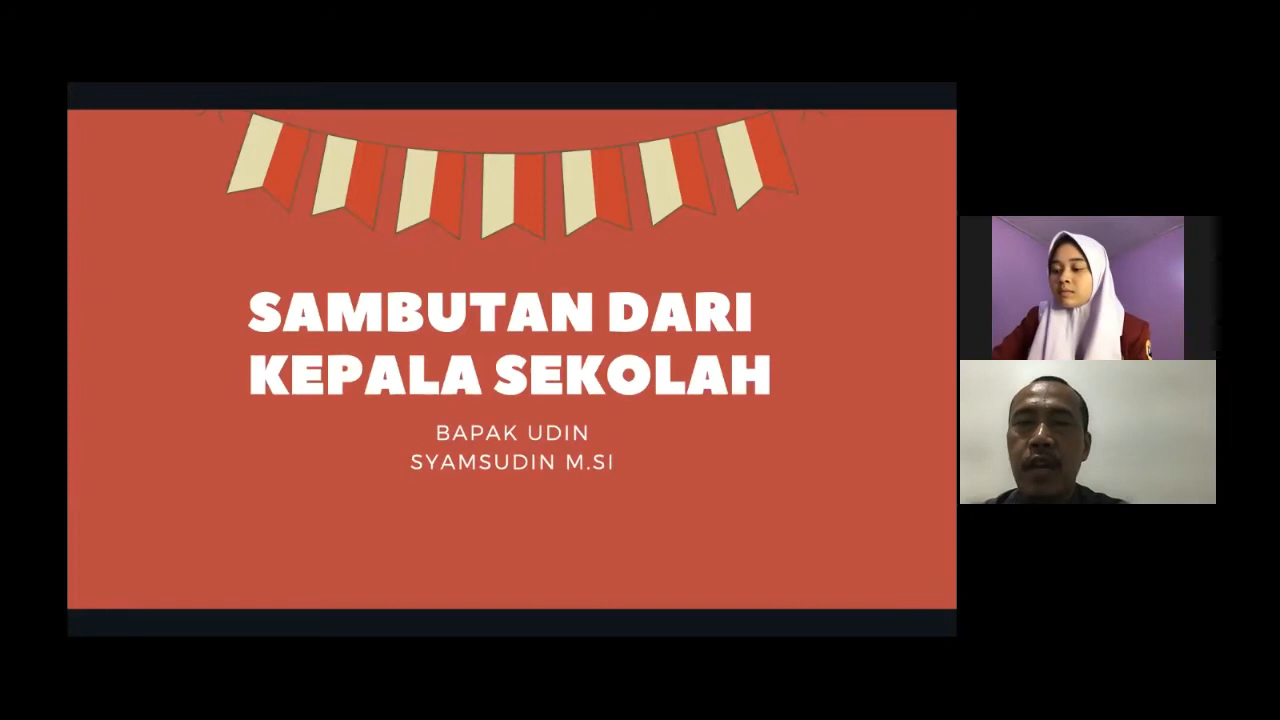 SAMBUTAN DARI
KEPALA SEKOLAH
BAPAK UDIN
SYAMSUDIN M.SI